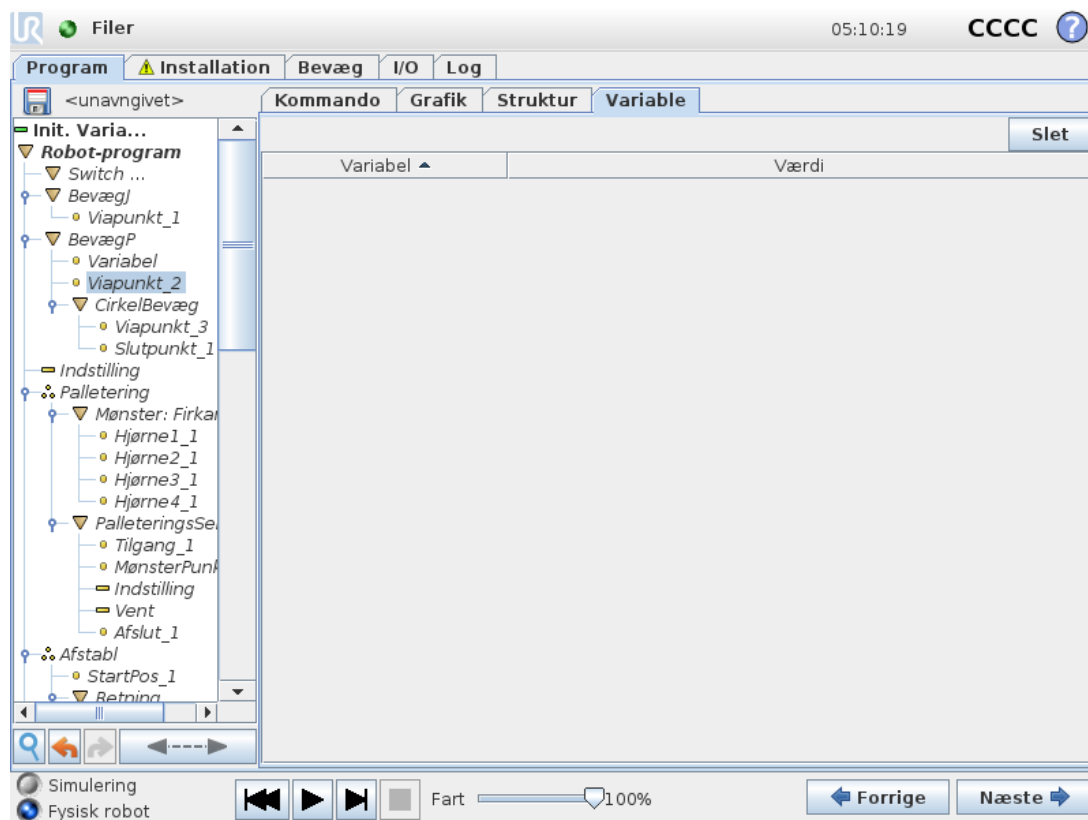 UR Filer 05:10:19 CCCC ?
Program Installation Bevæg I/O Log
<unavngivet> Kommando Grafik Struktur Variable
Slet
Variabel Værdi
Init. Varia...
Robot-program
Switch ...
BevægJ
Viapunkt_1
BevægP
Variabel
Viapunkt_2
CirkelBevæg
Viapunkt_3
Slutpunkt_1
Indstilling
Palletering
Mønster: Firkan
Hjørne1_1
Hjørne2_1
Hjørne3_1
Hjørne4_1
PalleteringsSe
Tilgang_1
MønsterPunk
Indstilling
Vent
Afslut_1
Afstabl
StartPos_1
Retning
Simulering
Fysisk robot
Fart 100% Forrige Næste